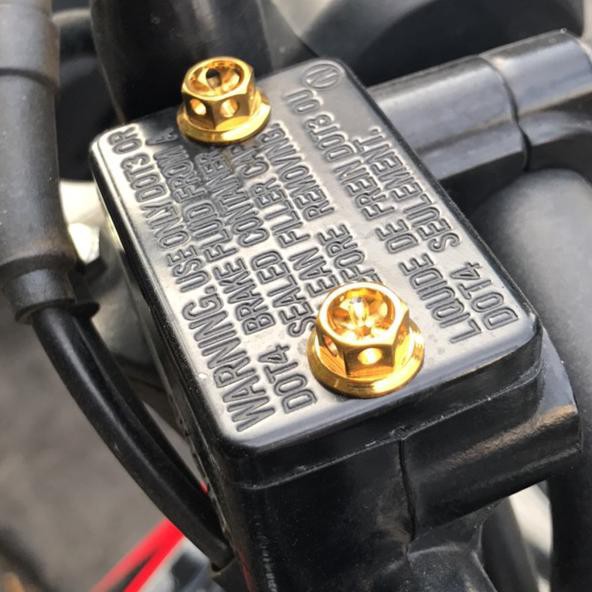 WARNING. USE ONLY DOT3 OR
DOT4 BRAKE FLUID FROM A
SEALED CONTAINER
CLEAN FILLER
BEFORE REMOVING
LIQUIDE DE FREIN DOT3 OU
DOT4 SEULEMENT.
N